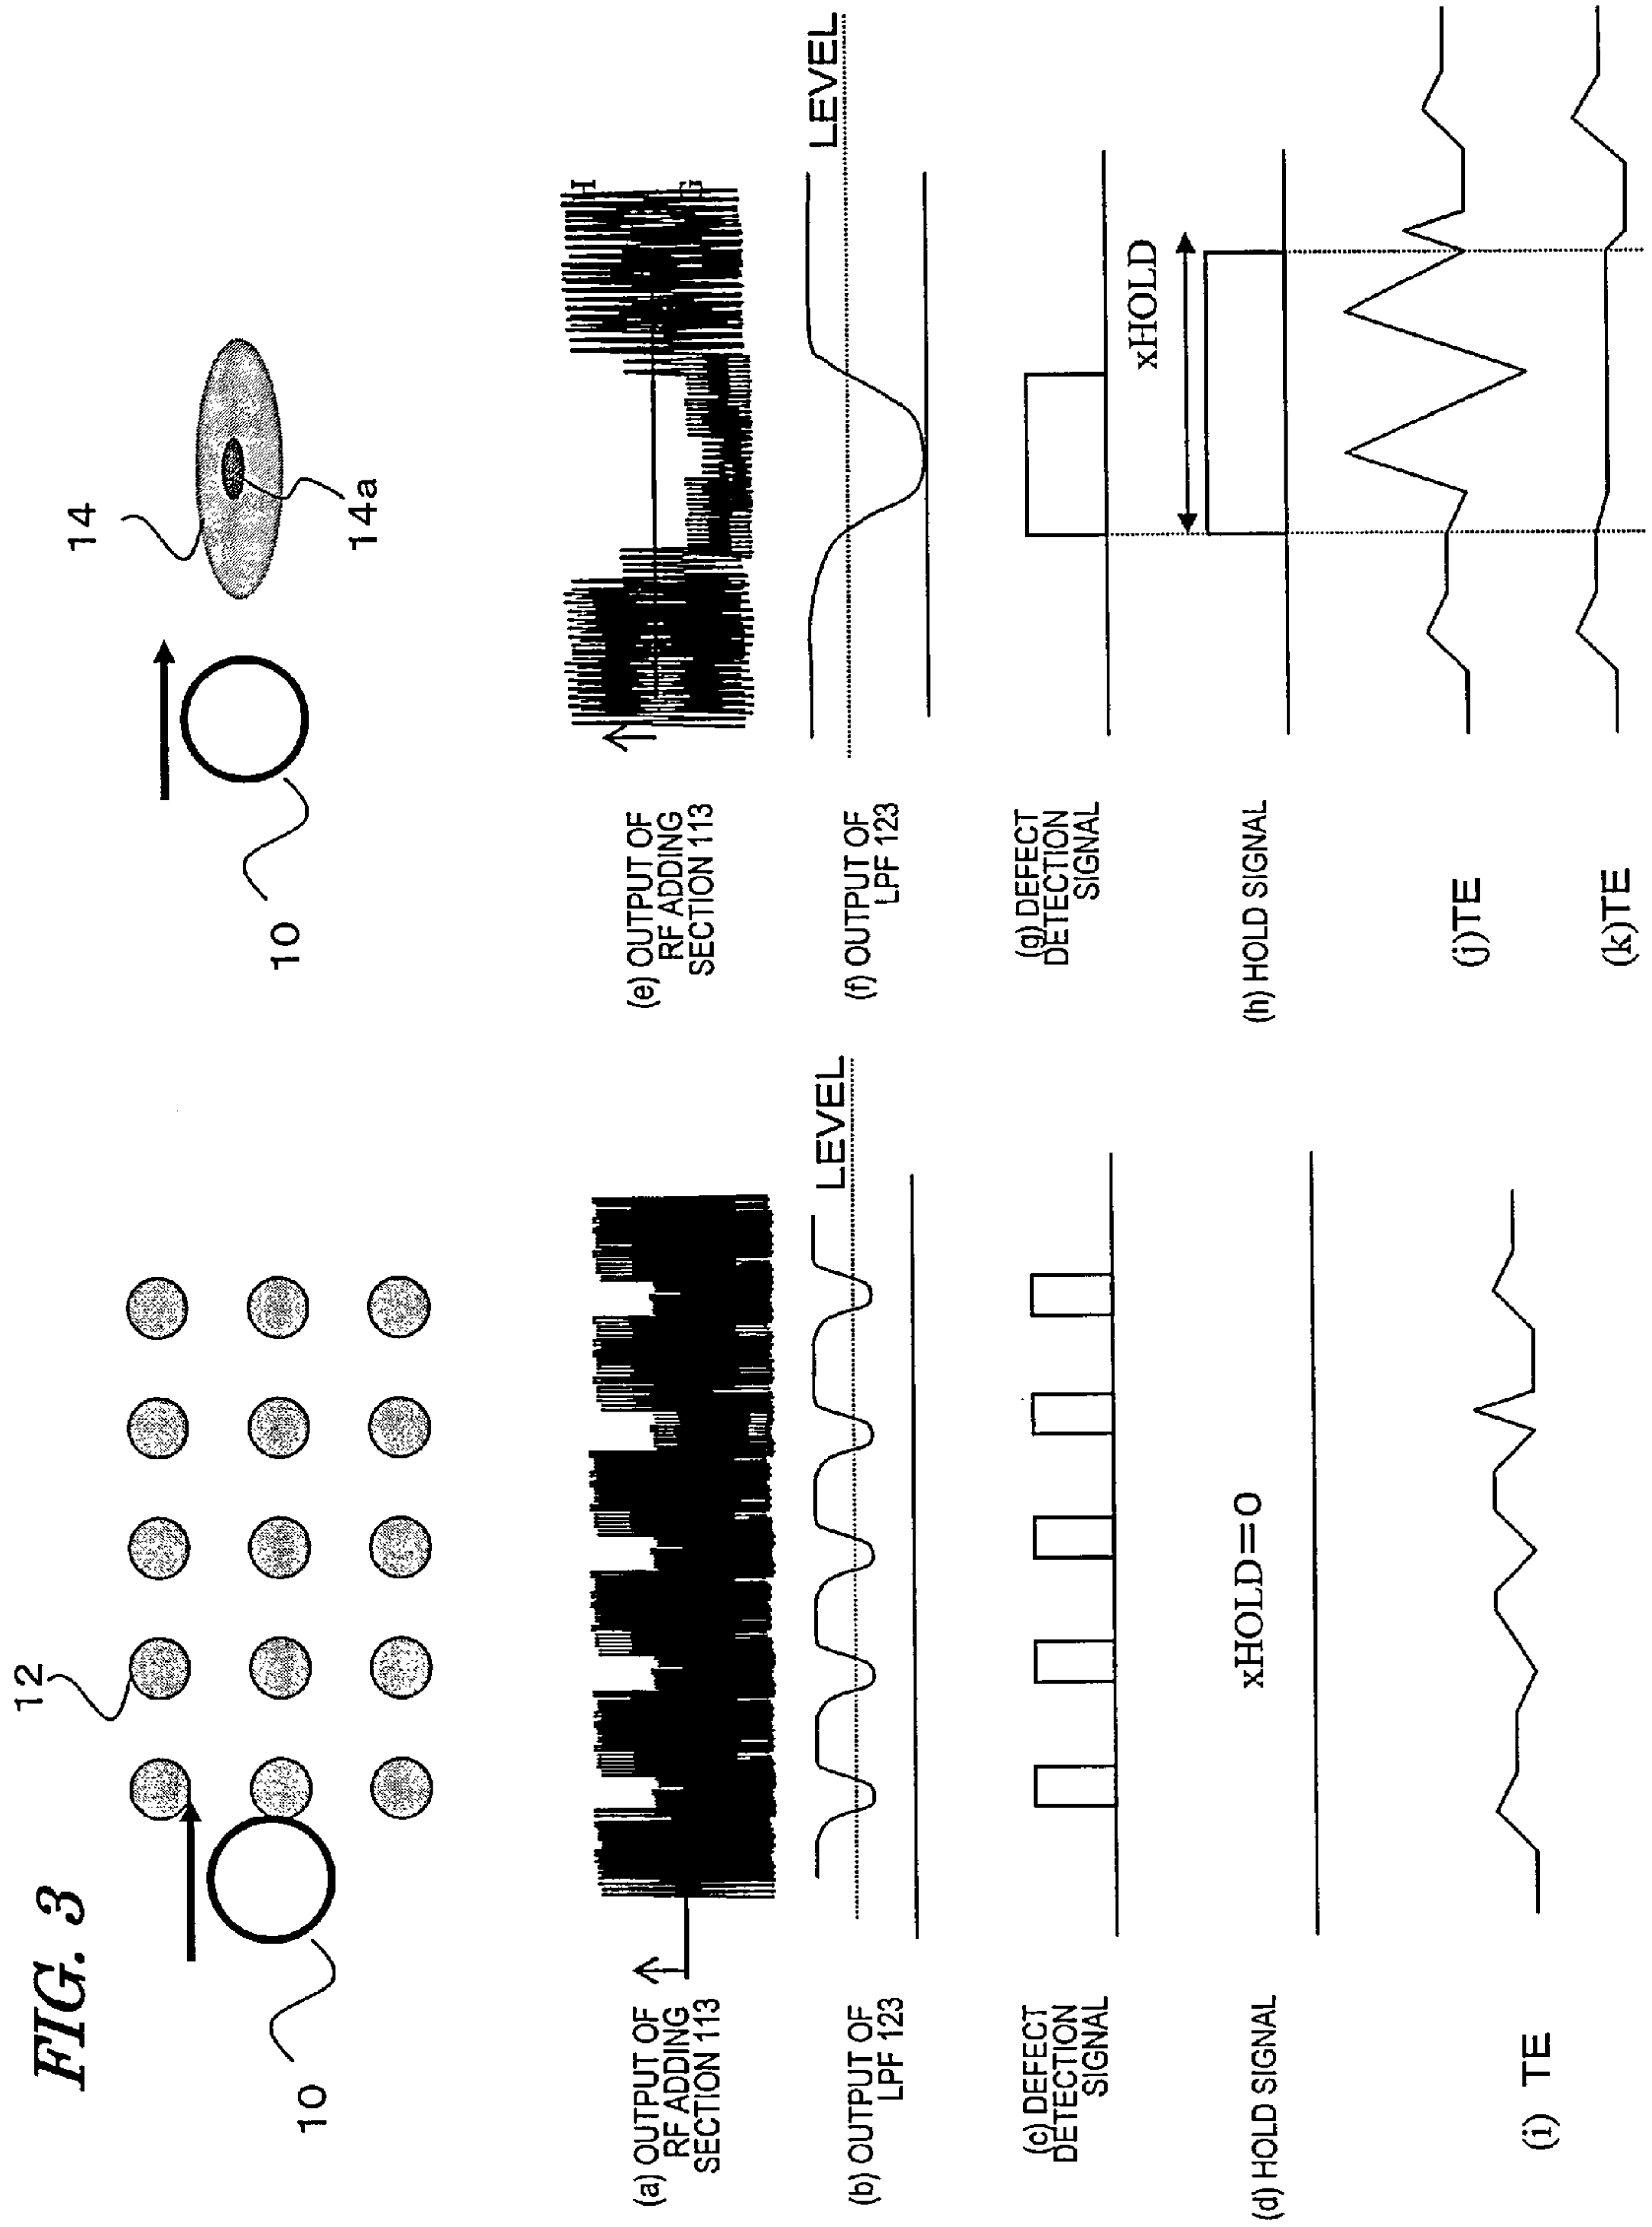 FIG. 3
10
12
(a) OUTPUT OF
RF ADDING
SECTION 113
(b) OUTPUT OF
LPF 123
LEVEL
(c) DEFECT
DETECTION
SIGNAL
(d) HOLD SIGNAL
xHOLD=0
(i) TE
10
14
14a
(e) OUTPUT OF
RF ADDING
SECTION 113
H
(f) OUTPUT OF
LPF 123
LEVEL
(g) DEFECT
DETECTION
SIGNAL
xHOLD
(h) HOLD SIGNAL
(j)TE
(k)TE